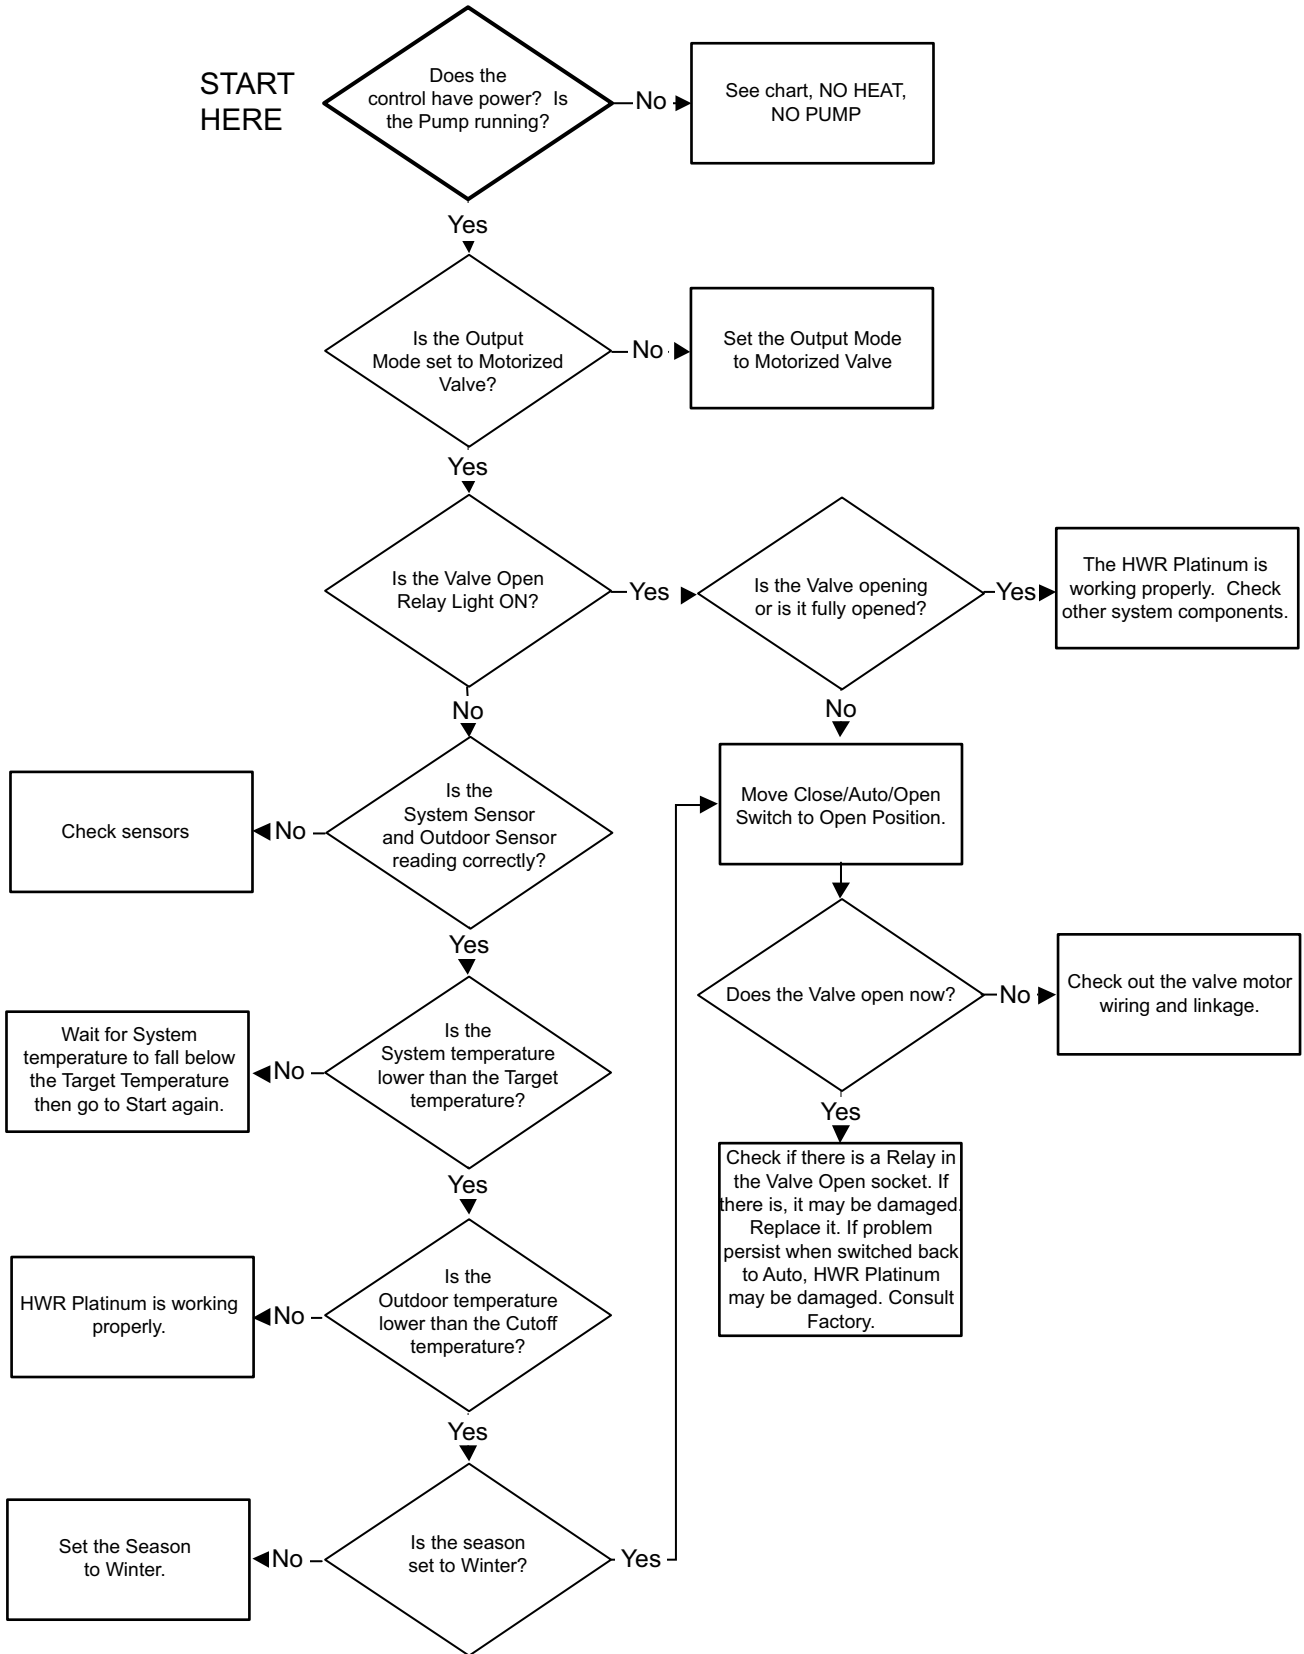 START
HERE
Does the
control have power?  Is
the Pump running?
No
See chart, NO HEAT,
NO PUMP
Yes
Is the Output
Mode set to Motorized
Valve?
No
Set the Output Mode
to Motorized Valve
Yes
Is the Valve Open
Relay Light ON?
Yes
Is the Valve opening
or is it fully opened?
Yes
The HWR Platinum is
working properly.  Check
other system components.
No
No
Is the
System Sensor
and Outdoor Sensor
reading correctly?
No
Check sensors
Move Close/Auto/Open
Switch to Open Position.
Yes
Does the Valve open now?
No
Check out the valve motor
wiring and linkage.
Is the
System temperature
lower than the Target
temperature?
No
Wait for System
temperature to fall below
the Target Temperature
then go to Start again.
Yes
Check if there is a Relay in
the Valve Open socket. If
there is, it may be damaged.
Replace it. If problem
persist when switched back
to Auto, HWR Platinum
may be damaged. Consult
Factory.
Yes
Is the
Outdoor temperature
lower than the Cutoff
temperature?
No
HWR Platinum is working
properly.
Yes
Is the season
set to Winter?
No
Set the Season
to Winter.
Yes